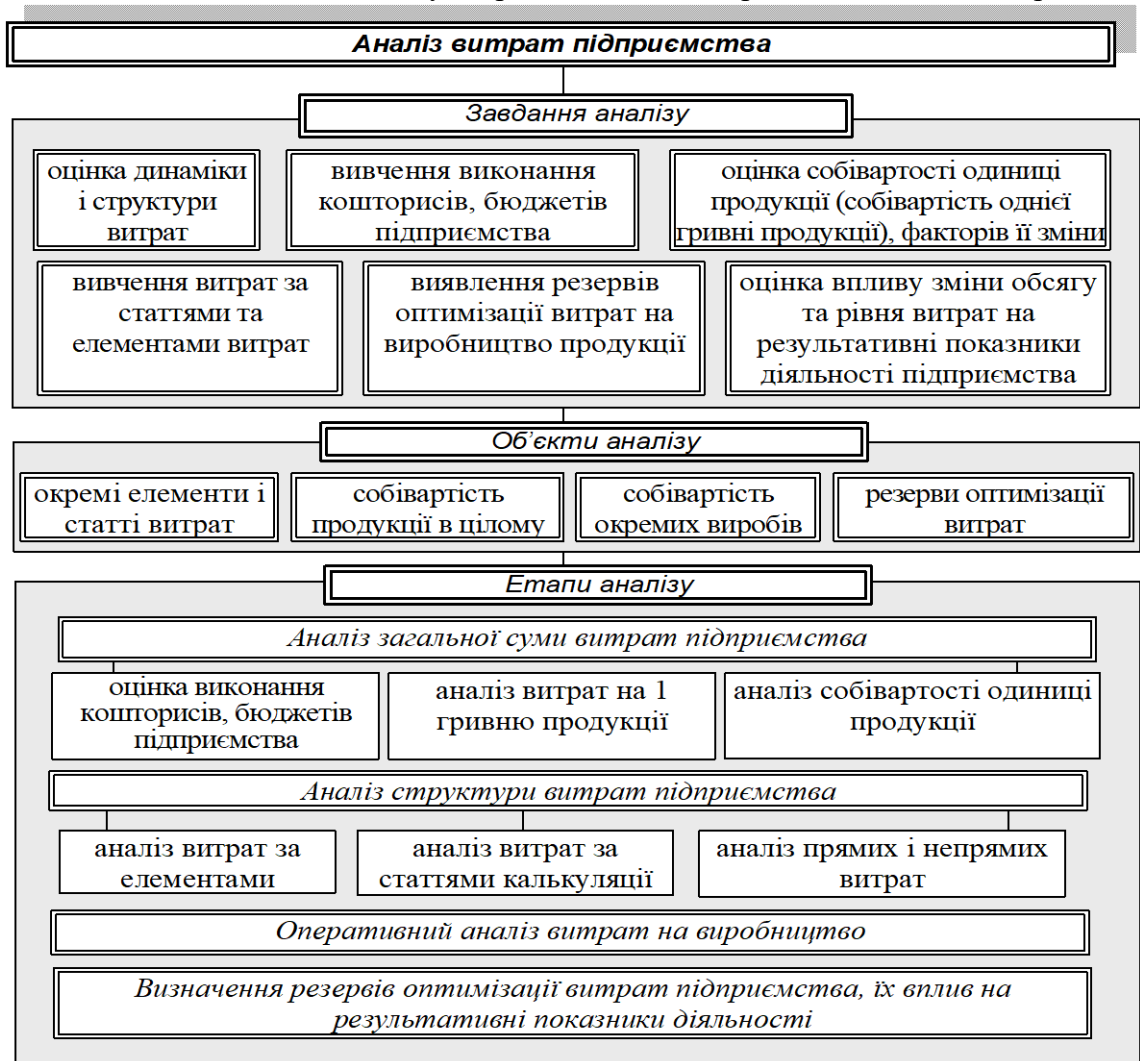 Аналіз витрат підприємства
Завдання аналізу
оцінка динаміки
і структури
витрат
вивчення виконання
кошторисів, бюджетів
підприємства
оцінка собівартості одиниці
продукції (собівартість однієї
гривні продукції), факторів її зміни
вивчення витрат за
статтями та
елементами витрат
виявлення резервів
оптимізації витрат на
виробництво продукції
оцінка впливу зміни обсягу
та рівня витрат на
результативні показники
діяльності підприємства
Об’єкти аналізу
окремі елементи і
статті витрат
собівартість
продукції в цілому
собівартість
окремих виробів
резерви оптимізації
витрат
Етапи аналізу
Аналіз загальної суми витрат підприємства
оцінка виконання
кошторисів, бюджетів
підприємства
аналіз витрат на 1
гривню продукції
аналіз собівартості одиниці
продукції
Аналіз структури витрат підприємства
аналіз витрат за
елементами
аналіз витрат за
статтями калькуляції
аналіз прямих і непрямих
витрат
Оперативний аналіз витрат на виробництво
Визначення резервів оптимізації витрат підприємства, їх вплив на
результативні показники діяльності